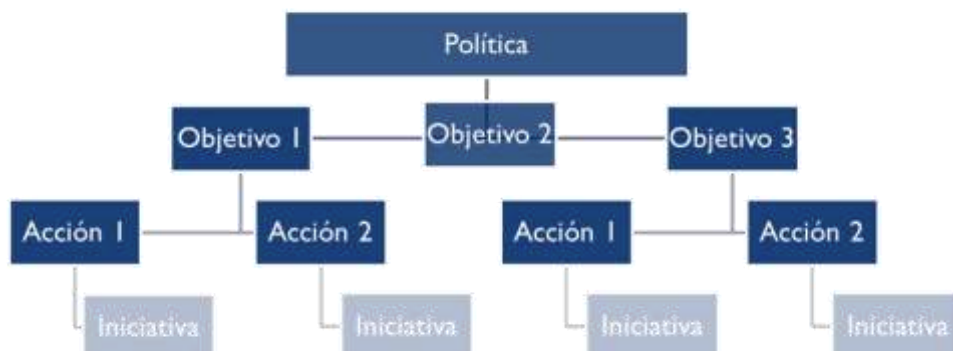 Política
Objetivo 1
Objetivo 2
Objetivo 3
Acción 1
Acción 2
Acción 1
Acción 2
Iniciativa
Iniciativa
Iniciativa
Iniciativa